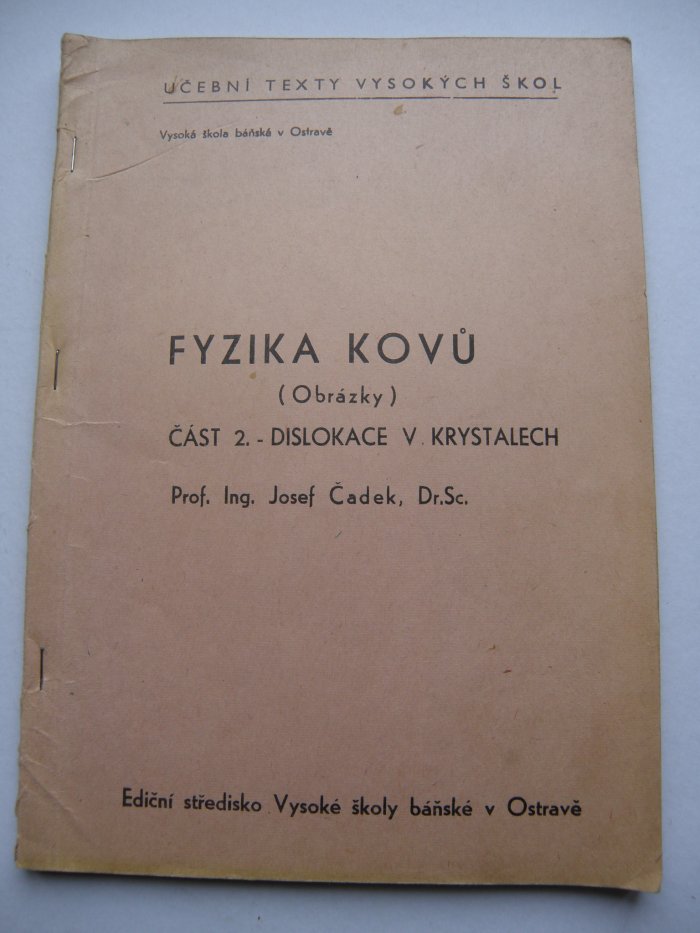 UČEBNÍ TEXTY VYSOKÝCH ŠKOL
Vysoká škola báňská v Ostravě
FYZIKA KOVŮ
(Obrázky)
ČÁST 2. - DISLOKACE V KRYSTALECH
Prof. Ing. Josef Čadek, Dr.Sc.
Ediční středisko Vysoké školy báňské v Ostravě